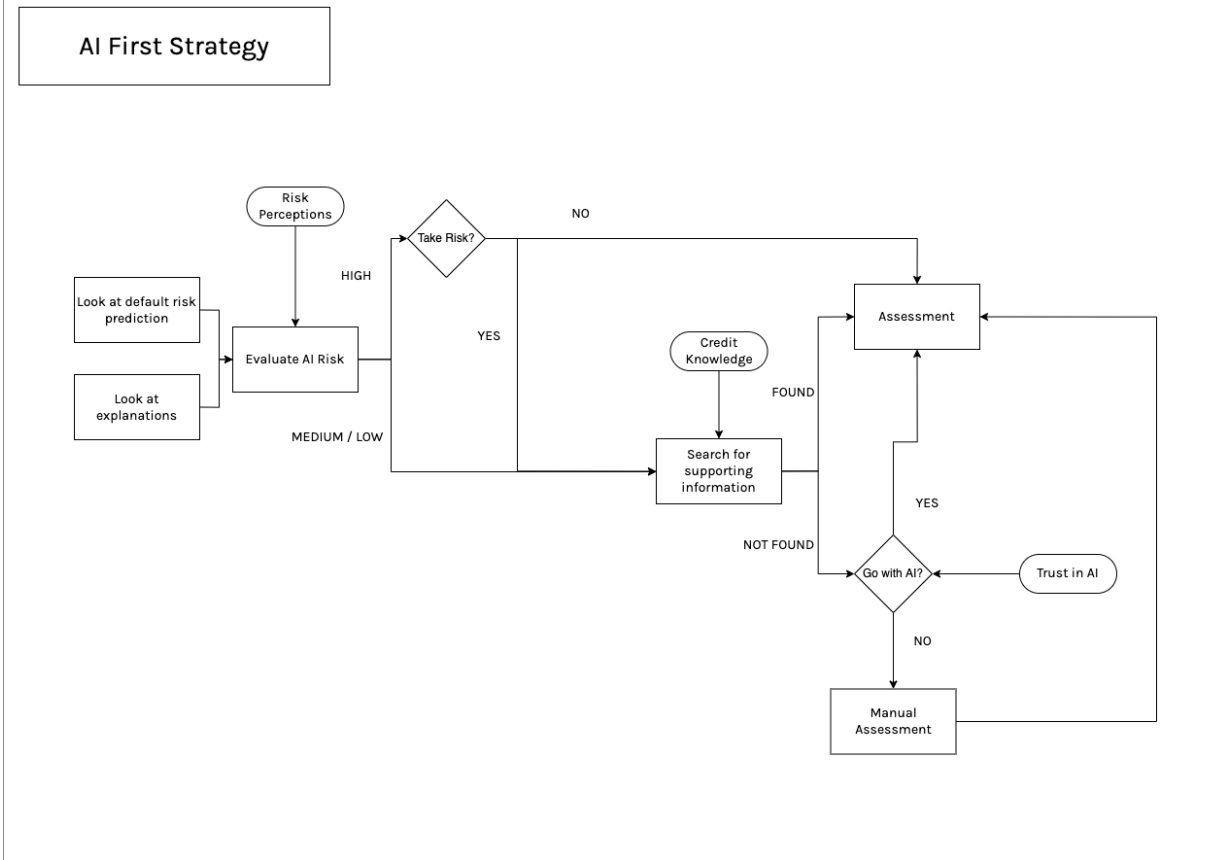 AI First Strategy
Risk
Perceptions
Take Risk?
NO
HIGH
Look at default risk
prediction
Evaluate AI Risk
Look at
explanations
MEDIUM / LOW
YES
Credit
Knowledge
Assessment
FOUND
Search for
supporting
information
NOT FOUND
YES
Go with AI?
Trust in AI
NO
Manual
Assessment